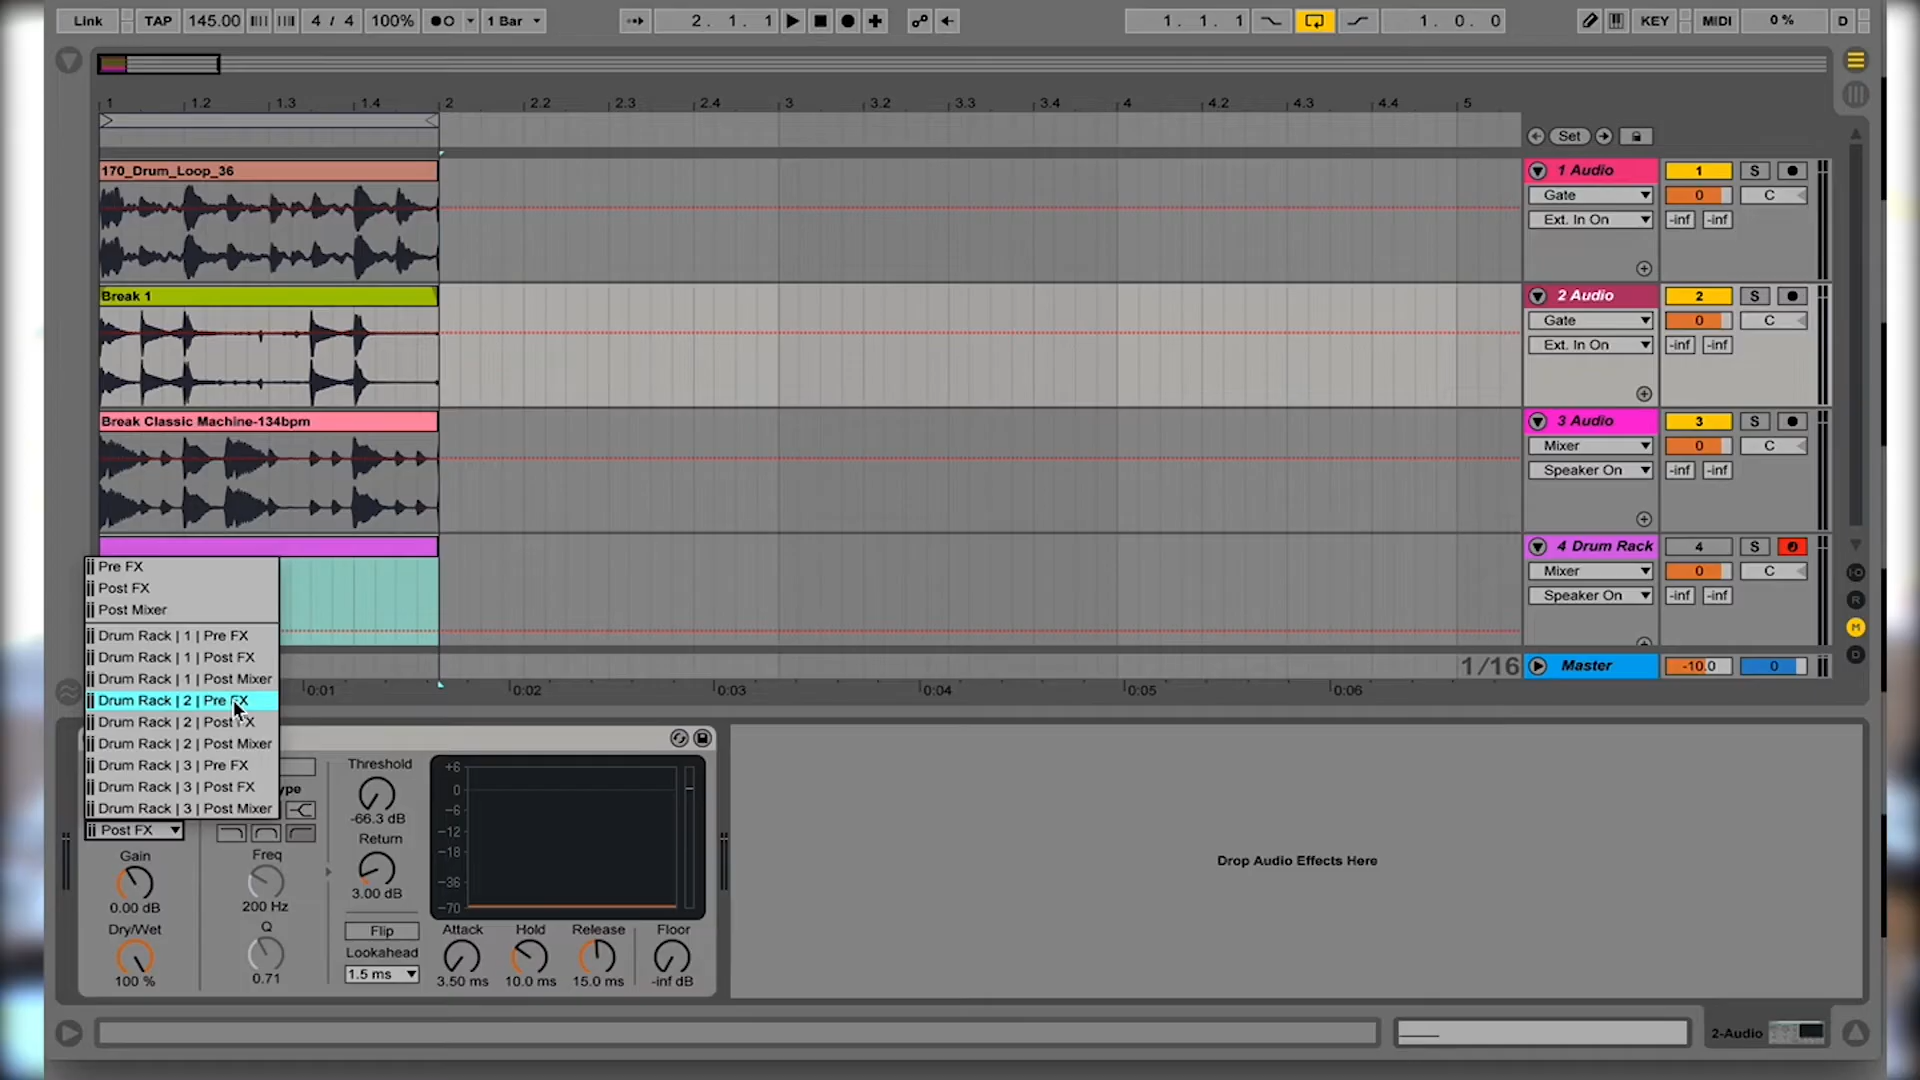 Link TAP 145.00 4 / 4 100% 1 Bar 2. 1. 1 1. 1. 1 1. 0. 0 KEY MIDI 0 % D
1 1.2 1.3 1.4 2 2.2 2.3 2.4 3 3.2 3.3 3.4 4 4.2 4.3 4.4 5
Set
170_Drum_Loop_36
1 Audio 1 S
Gate 0 C
Ext. In On -inf -inf
Break 1
2 Audio 2 S
Gate 0 C
Ext. In On -inf -inf
Break Classic Machine-134bpm
3 Audio 3 S
Mixer 0 C
Speaker On -inf -inf
4 Drum Rack 4 S
Mixer 0 C
Speaker On -inf -inf
I·O
R
M
D
1/16 Master -10.0 0
0:01 0:02 0:03 0:04 0:05 0:06
Pre FX
Post FX
Post Mixer
Drum Rack | 1 | Pre FX
Drum Rack | 1 | Post FX
Drum Rack | 1 | Post Mixer
Drum Rack | 2 | Pre FX
Drum Rack | 2 | Post FX
Drum Rack | 2 | Post Mixer
Drum Rack | 3 | Pre FX
Drum Rack | 3 | Post FX
Drum Rack | 3 | Post Mixer
Post FX
Gain
0.00 dB
Dry/Wet
100 %
Freq
200 Hz
Q
0.71
Threshold
-66.3 dB
Return
3.00 dB
Flip
Lookahead
1.5 ms
+6
0
-6
-12
-18
-36
-70
Attack Hold Release Floor
3.50 ms 10.0 ms 15.0 ms -inf dB
Drop Audio Effects Here
2-Audio